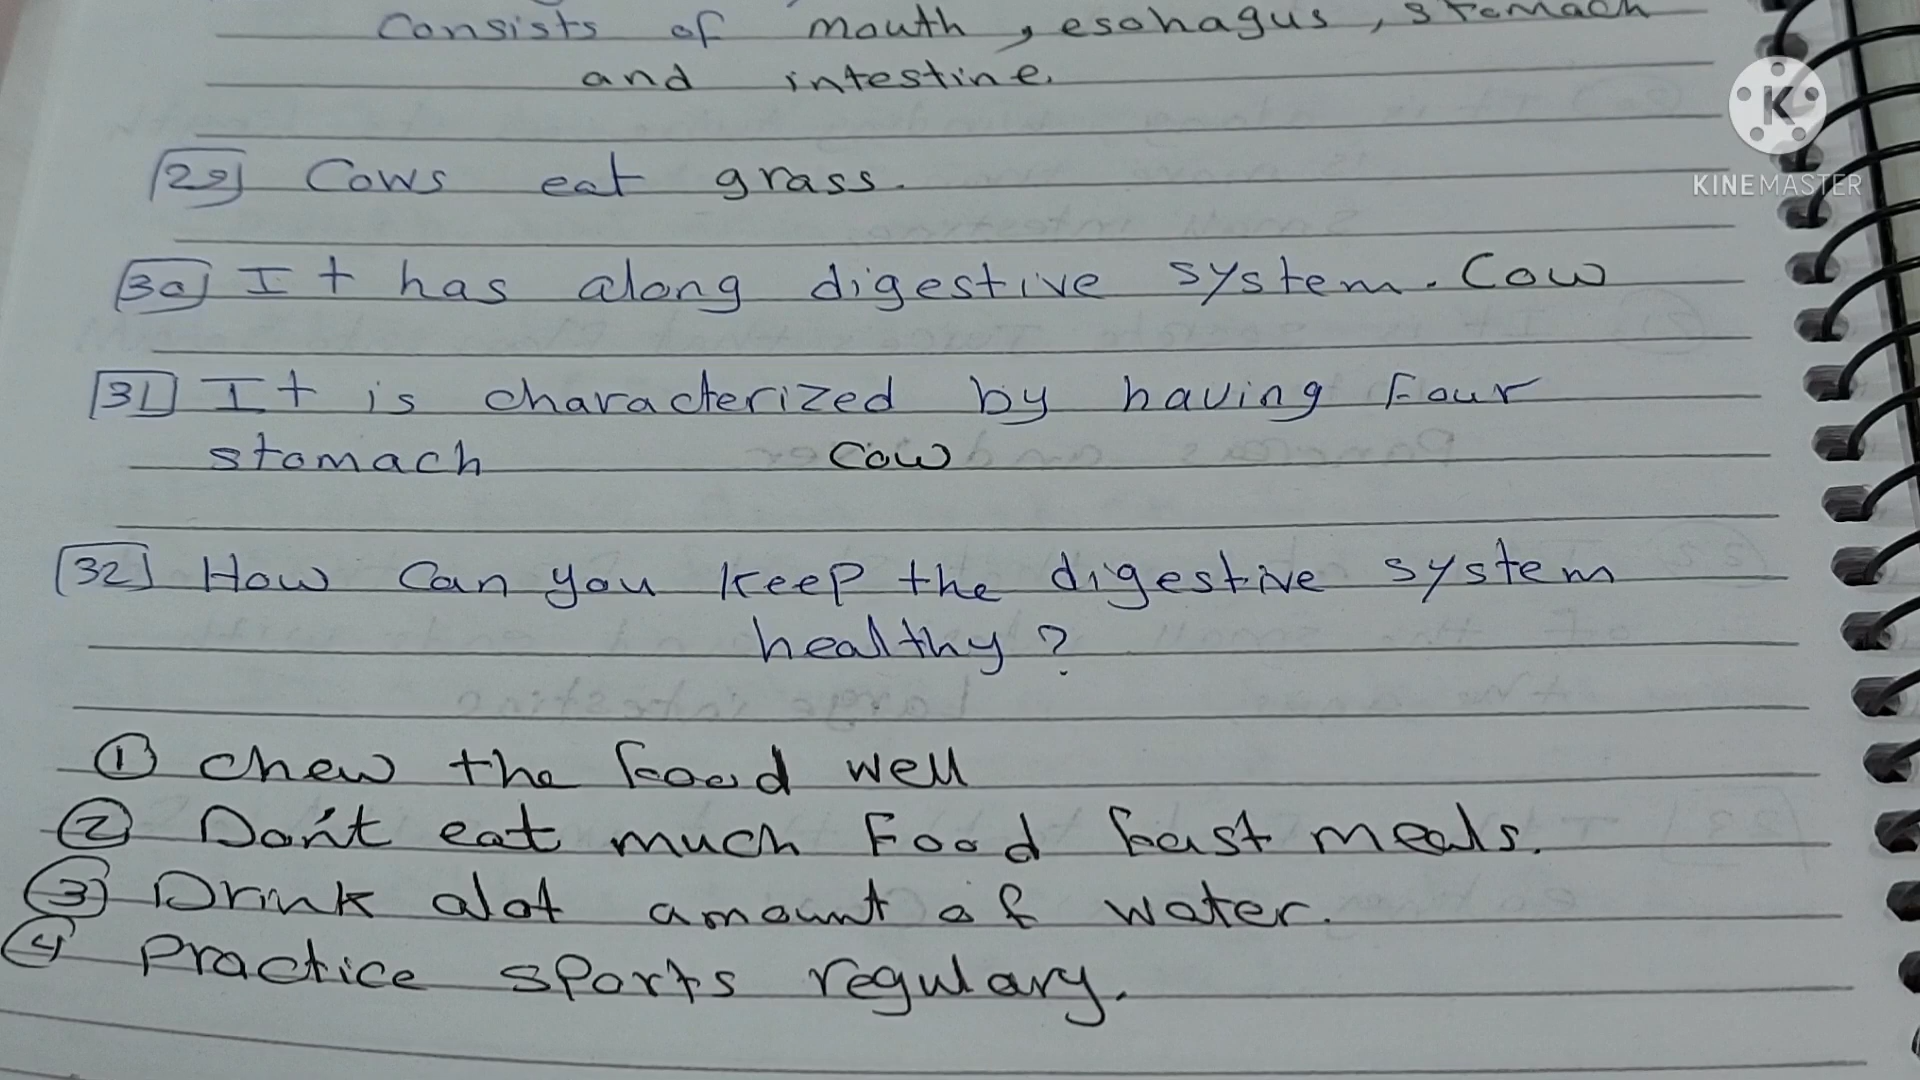 Consists of mouth, esohagus, stomach
and intestine.
29 Cows eat grass.
30 It has along digestive system. Cow
31 It is characterized by having Four
stomach Cow
32 How Can you keep the digestive system
healthy?
1 chew the food well
2 Don't eat much Food fast meals.
3 Drink alot amount of water.
4 Practice sports regulary.
K
KINEMASTER